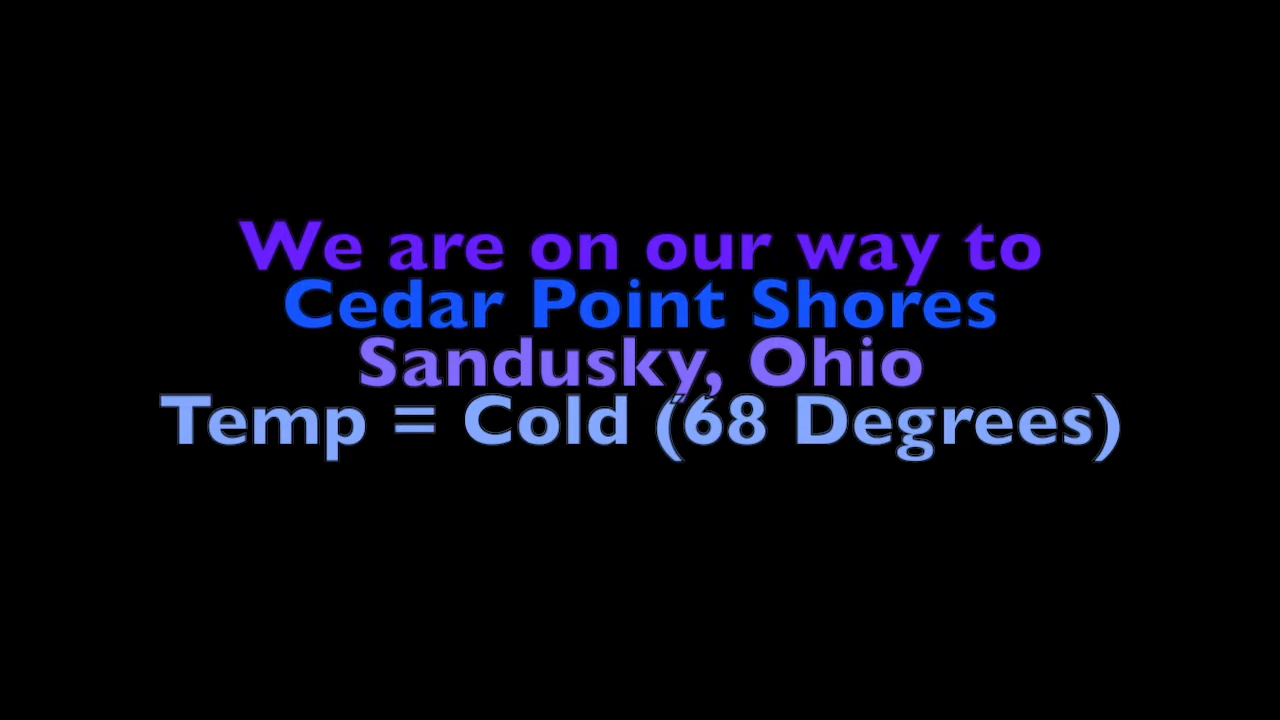 We are on our way to
Cedar Point Shores
Sandusky, Ohio
Temp = Cold (68 Degrees)